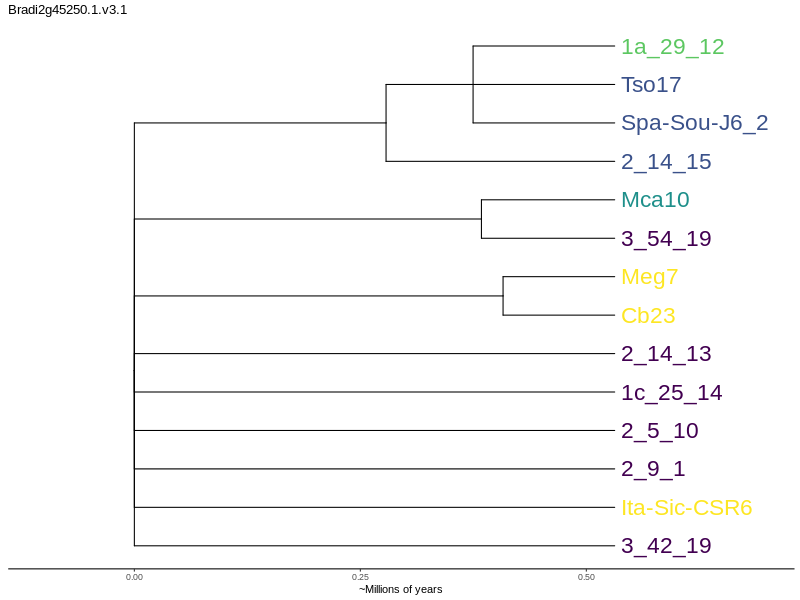 Bradi2g45250.1.v3.1
1a_29_12
Tso17
Spa-Sou-J6_2
2_14_15
Mca10
3_54_19
Meg7
Cb23
2_14_13
1c_25_14
2_5_10
2_9_1
Ita-Sic-CSR6
3_42_19
0.00 0.25 0.50
~Millions of years